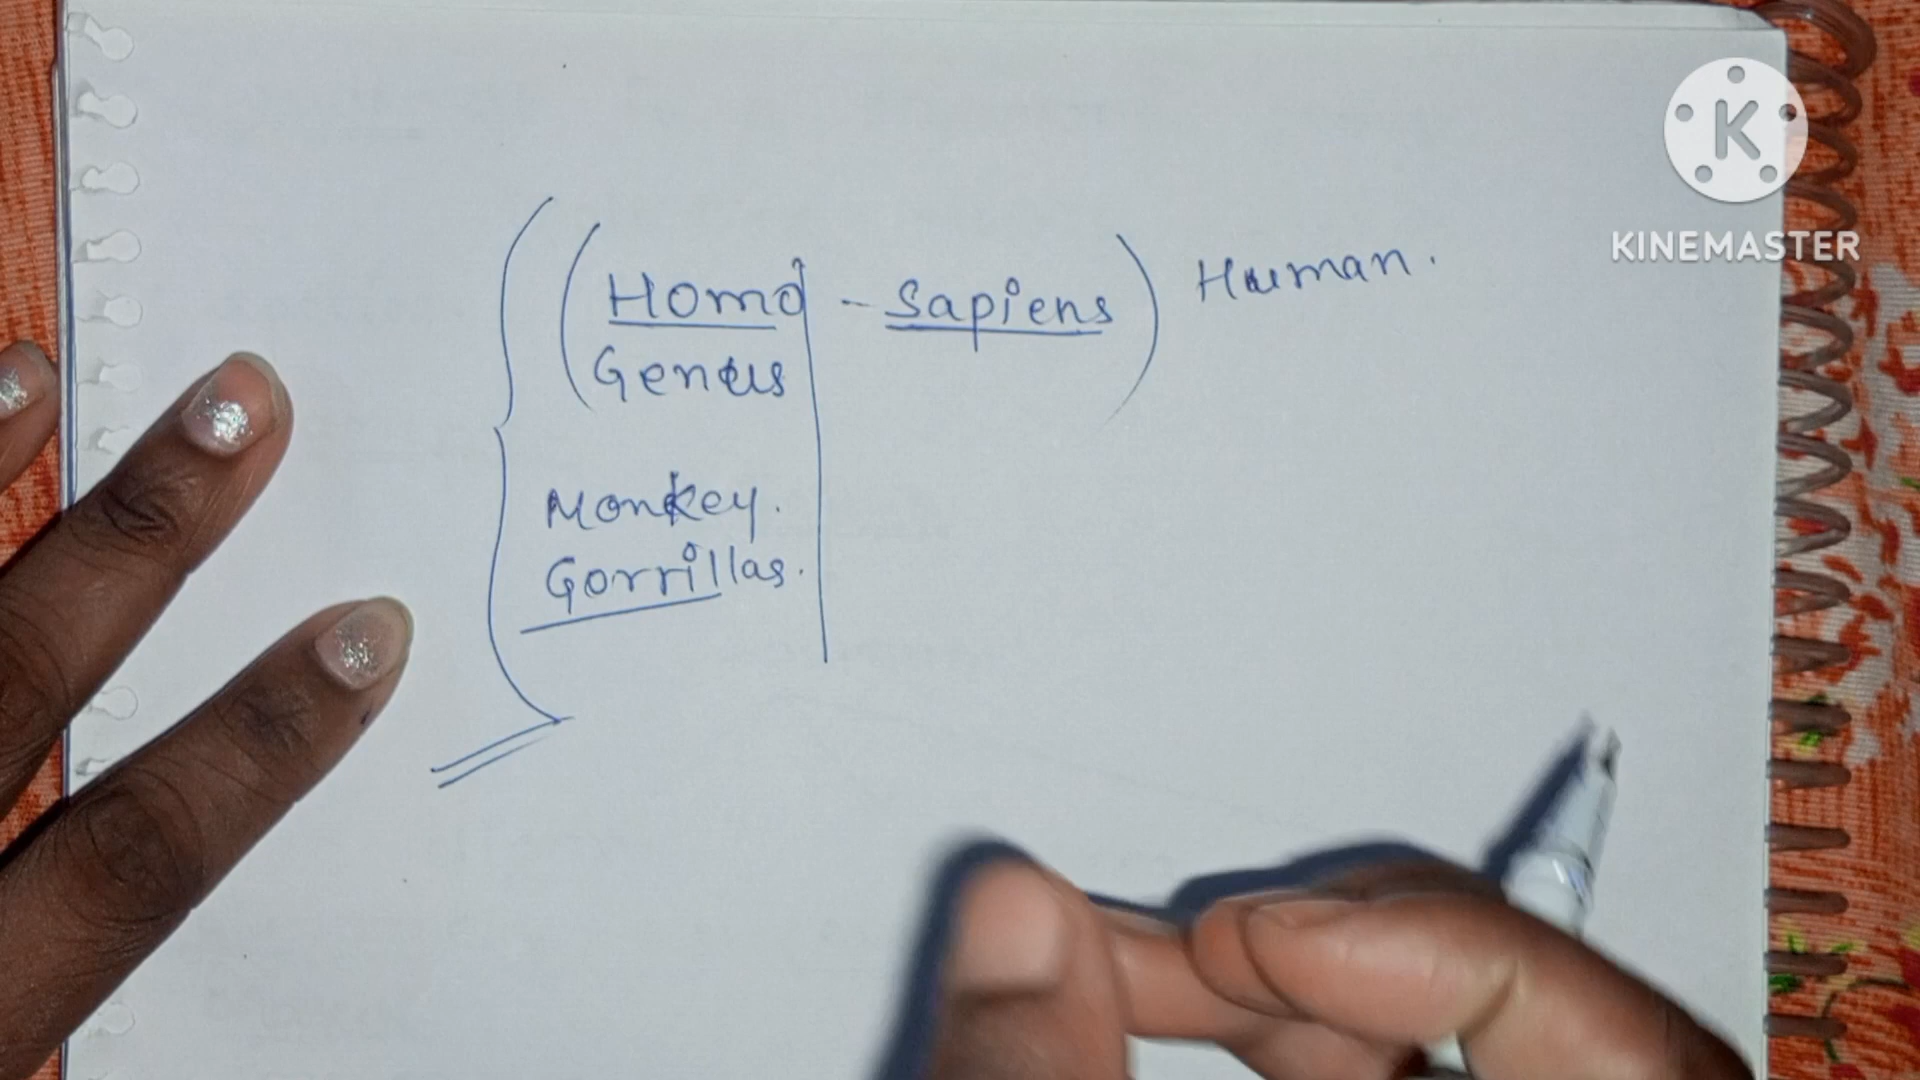 (Homo - Sapiens) Human.
Genus
Monkey.
Gorrillas.
K
KINEMASTER